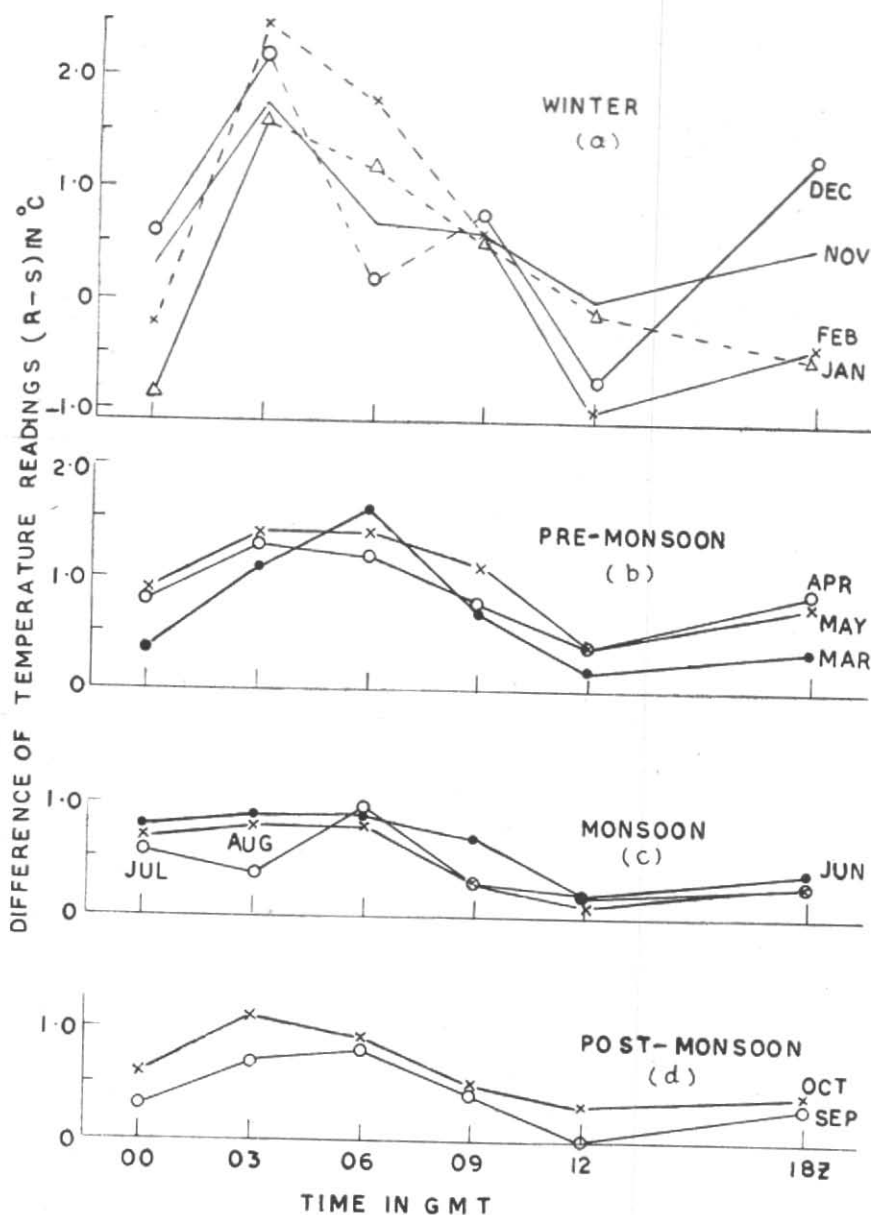 DIFFERENCE OF TEMPERATURE READINGS (R-S) IN °C
2·0
1·0
0
-1·0
WINTER
(a)
DEC
NOV
FEB
JAN
2·0
1·0
0
PRE-MONSOON
(b)
APR
MAY
MAR
1·0
0
JUL
AUG
MONSOON
(c)
JUN
1·0
0
POST-MONSOON
(d)
OCT
SEP
00 03 06 09 12 18Z
TIME IN GMT